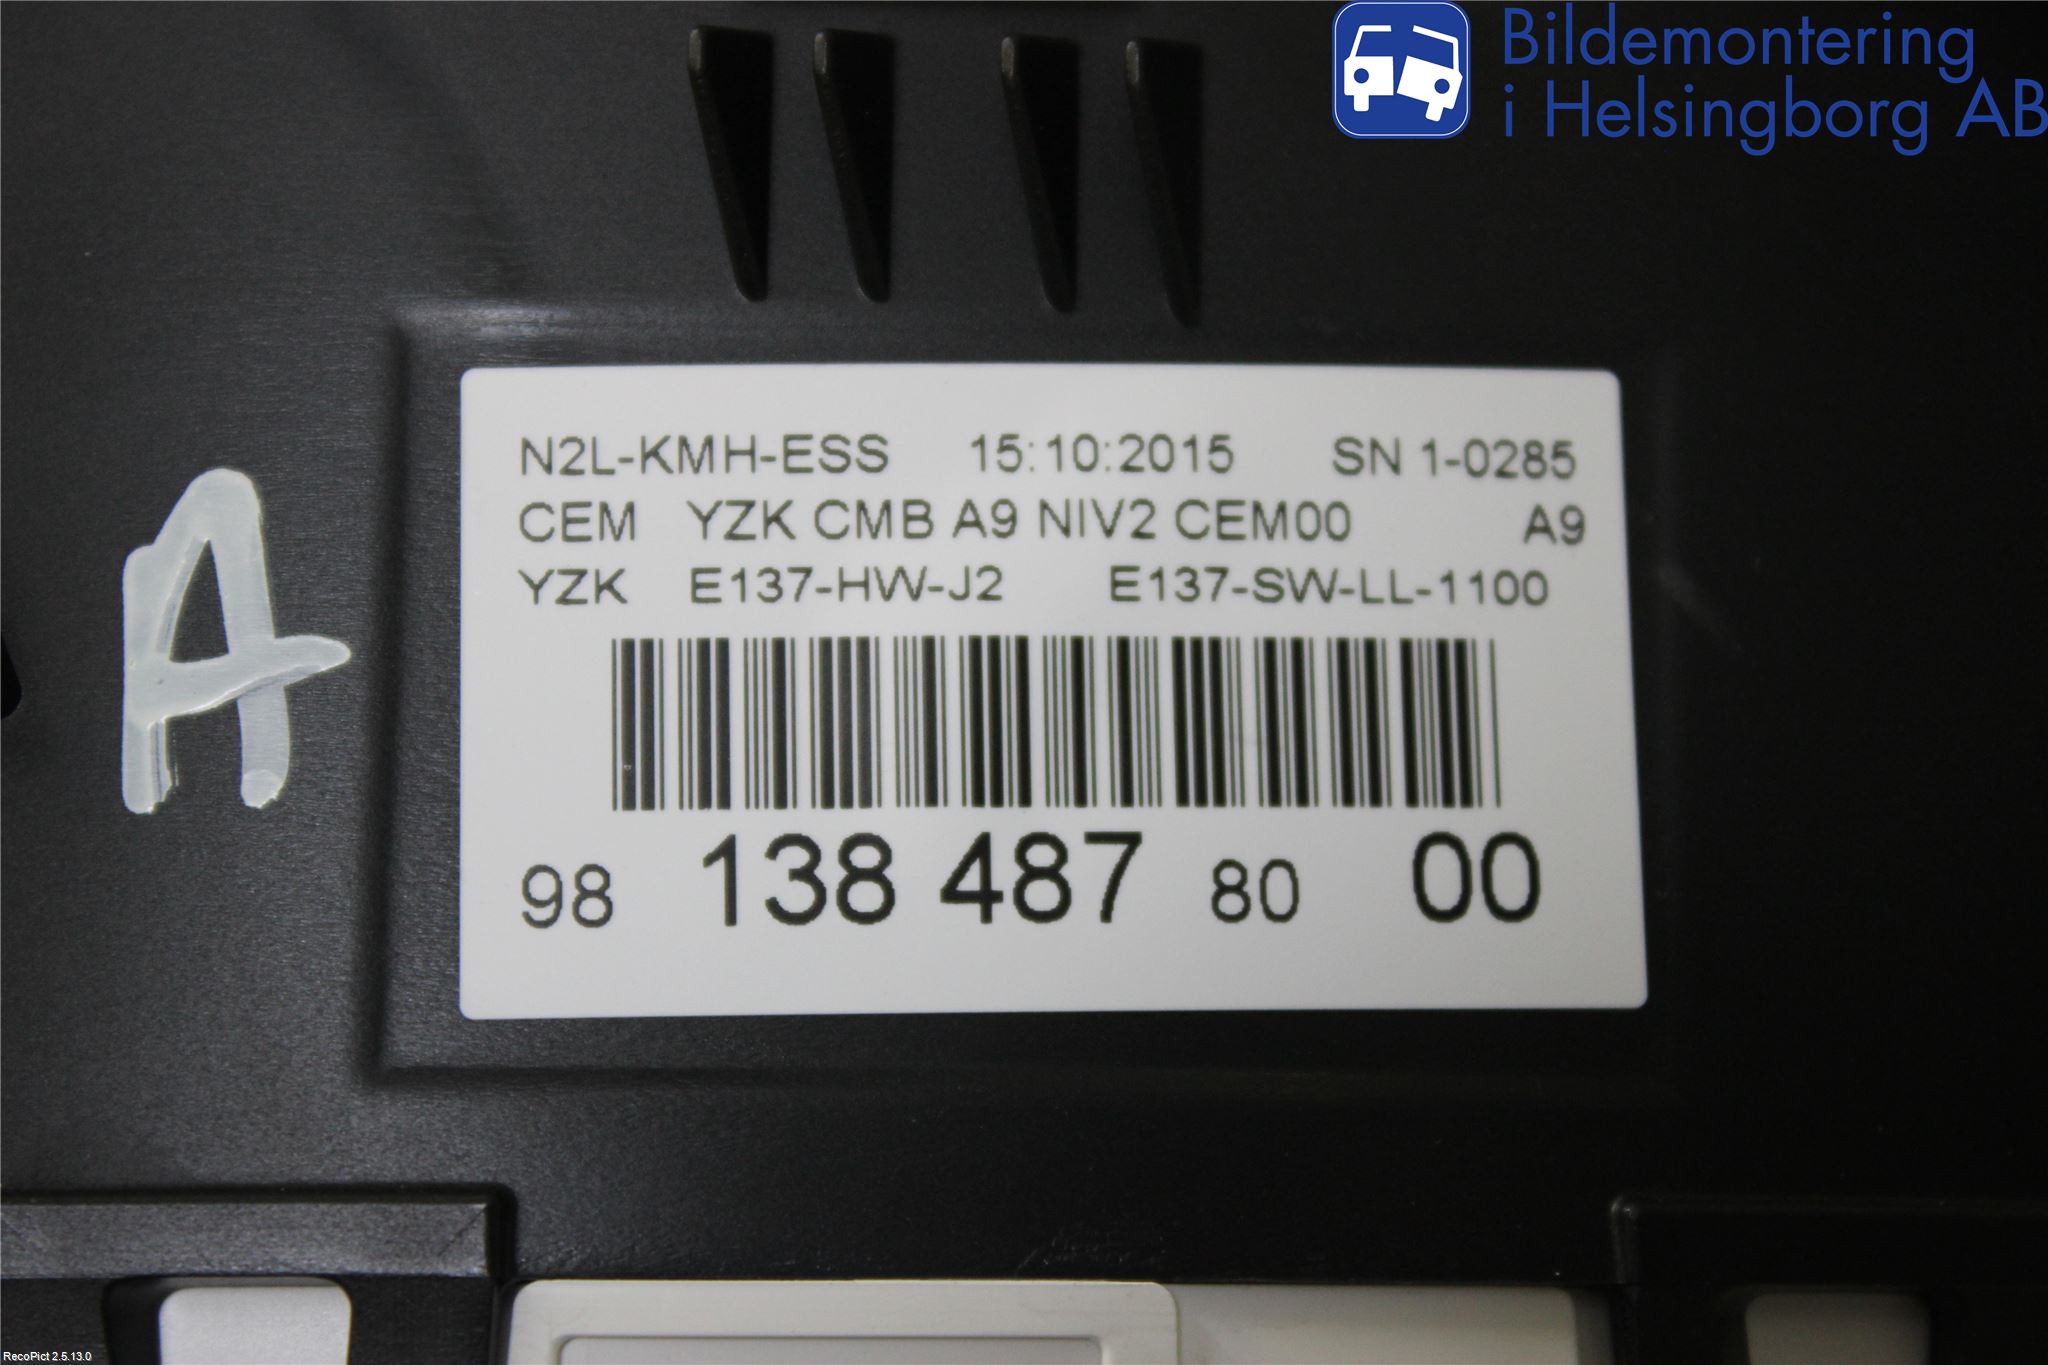 Bildemontering
i Helsingborg AB
N2L-KMH-ESS 15:10:2015 SN 1-0285
CEM YZK CMB A9 NIV2 CEM00 A9
YZK E137-HW-J2 E137-SW-LL-1100
98 138 487 80 00
A
RecoPict 2.5.13.0